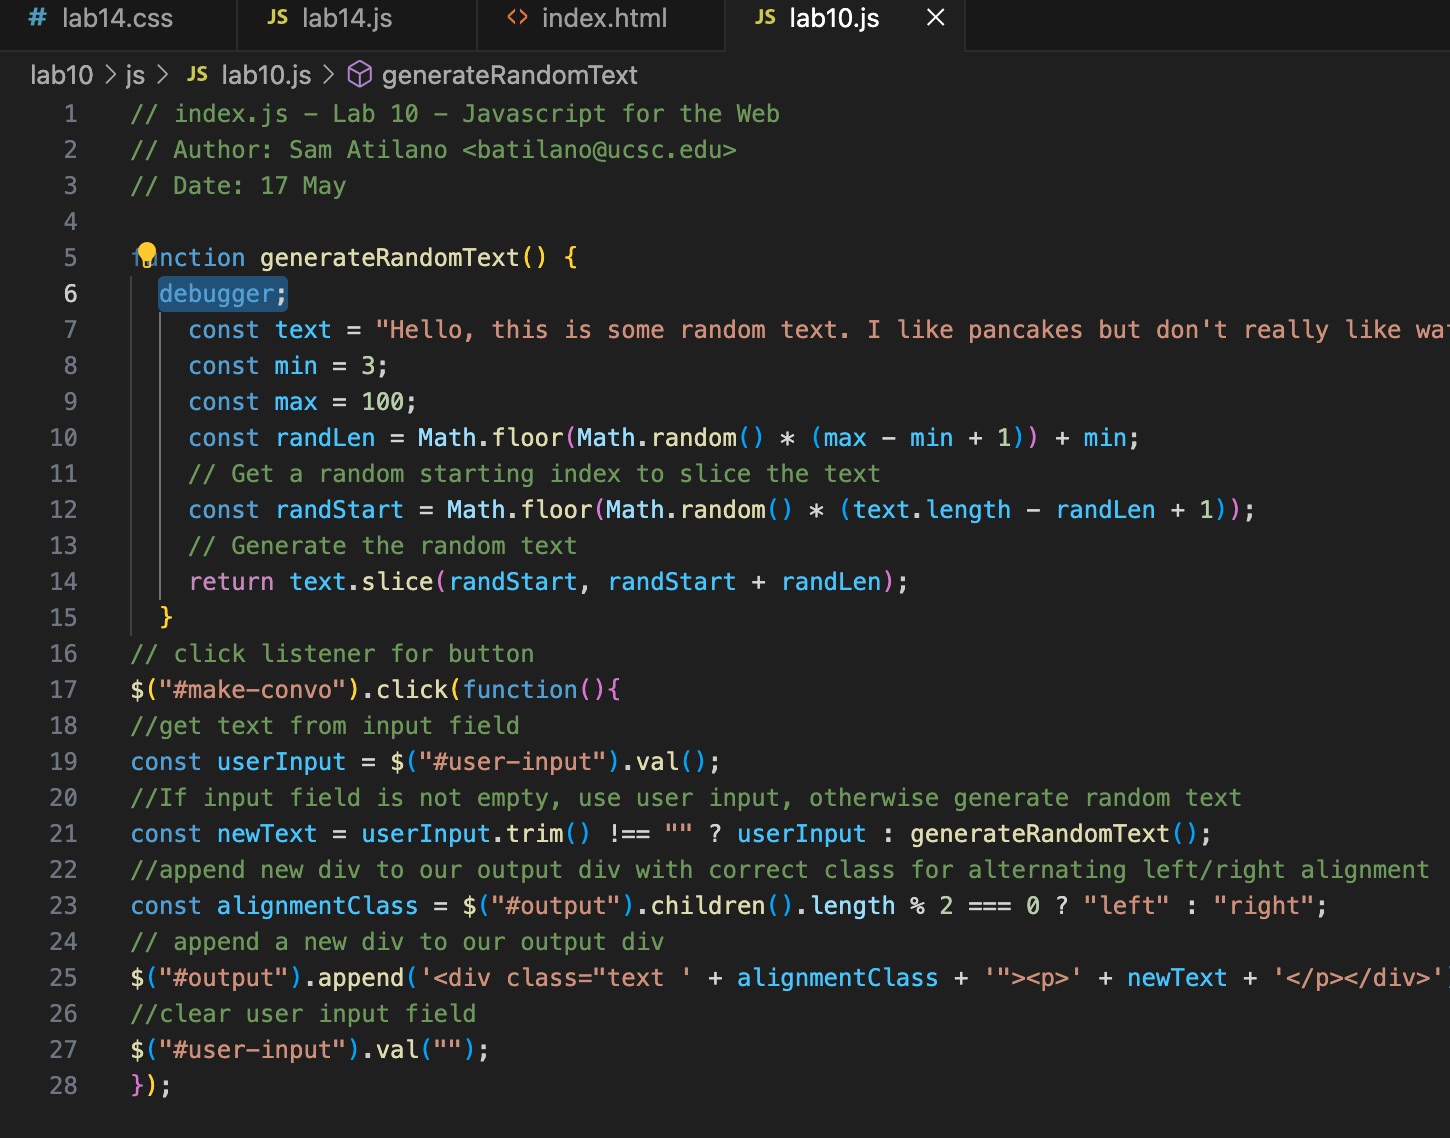 # lab14.css JS lab14.js <> index.html JS lab10.js ×
lab10 > js > JS lab10.js > generateRandomText
1 // index.js - Lab 10 - Javascript for the Web
2 // Author: Sam Atilano <batilano@ucsc.edu>
3 // Date: 17 May
4
5 function generateRandomText() {
6 debugger;
7 const text = "Hello, this is some random text. I like pancakes but don't really like wa
8 const min = 3;
9 const max = 100;
10 const randLen = Math.floor(Math.random() * (max - min + 1)) + min;
11 // Get a random starting index to slice the text
12 const randStart = Math.floor(Math.random() * (text.length - randLen + 1));
13 // Generate the random text
14 return text.slice(randStart, randStart + randLen);
15 }
16 // click listener for button
17 $("#make-convo").click(function(){
18 //get text from input field
19 const userInput = $("#user-input").val();
20 //If input field is not empty, use user input, otherwise generate random text
21 const newText = userInput.trim() !== "" ? userInput : generateRandomText();
22 //append new div to our output div with correct class for alternating left/right alignment
23 const alignmentClass = $("#output").children().length % 2 === 0 ? "left" : "right";
24 // append a new div to our output div
25 $("#output").append('<div class="text ' + alignmentClass + '"><p>' + newText + '</p></div>'
26 //clear user input field
27 $("#user-input").val("");
28 });